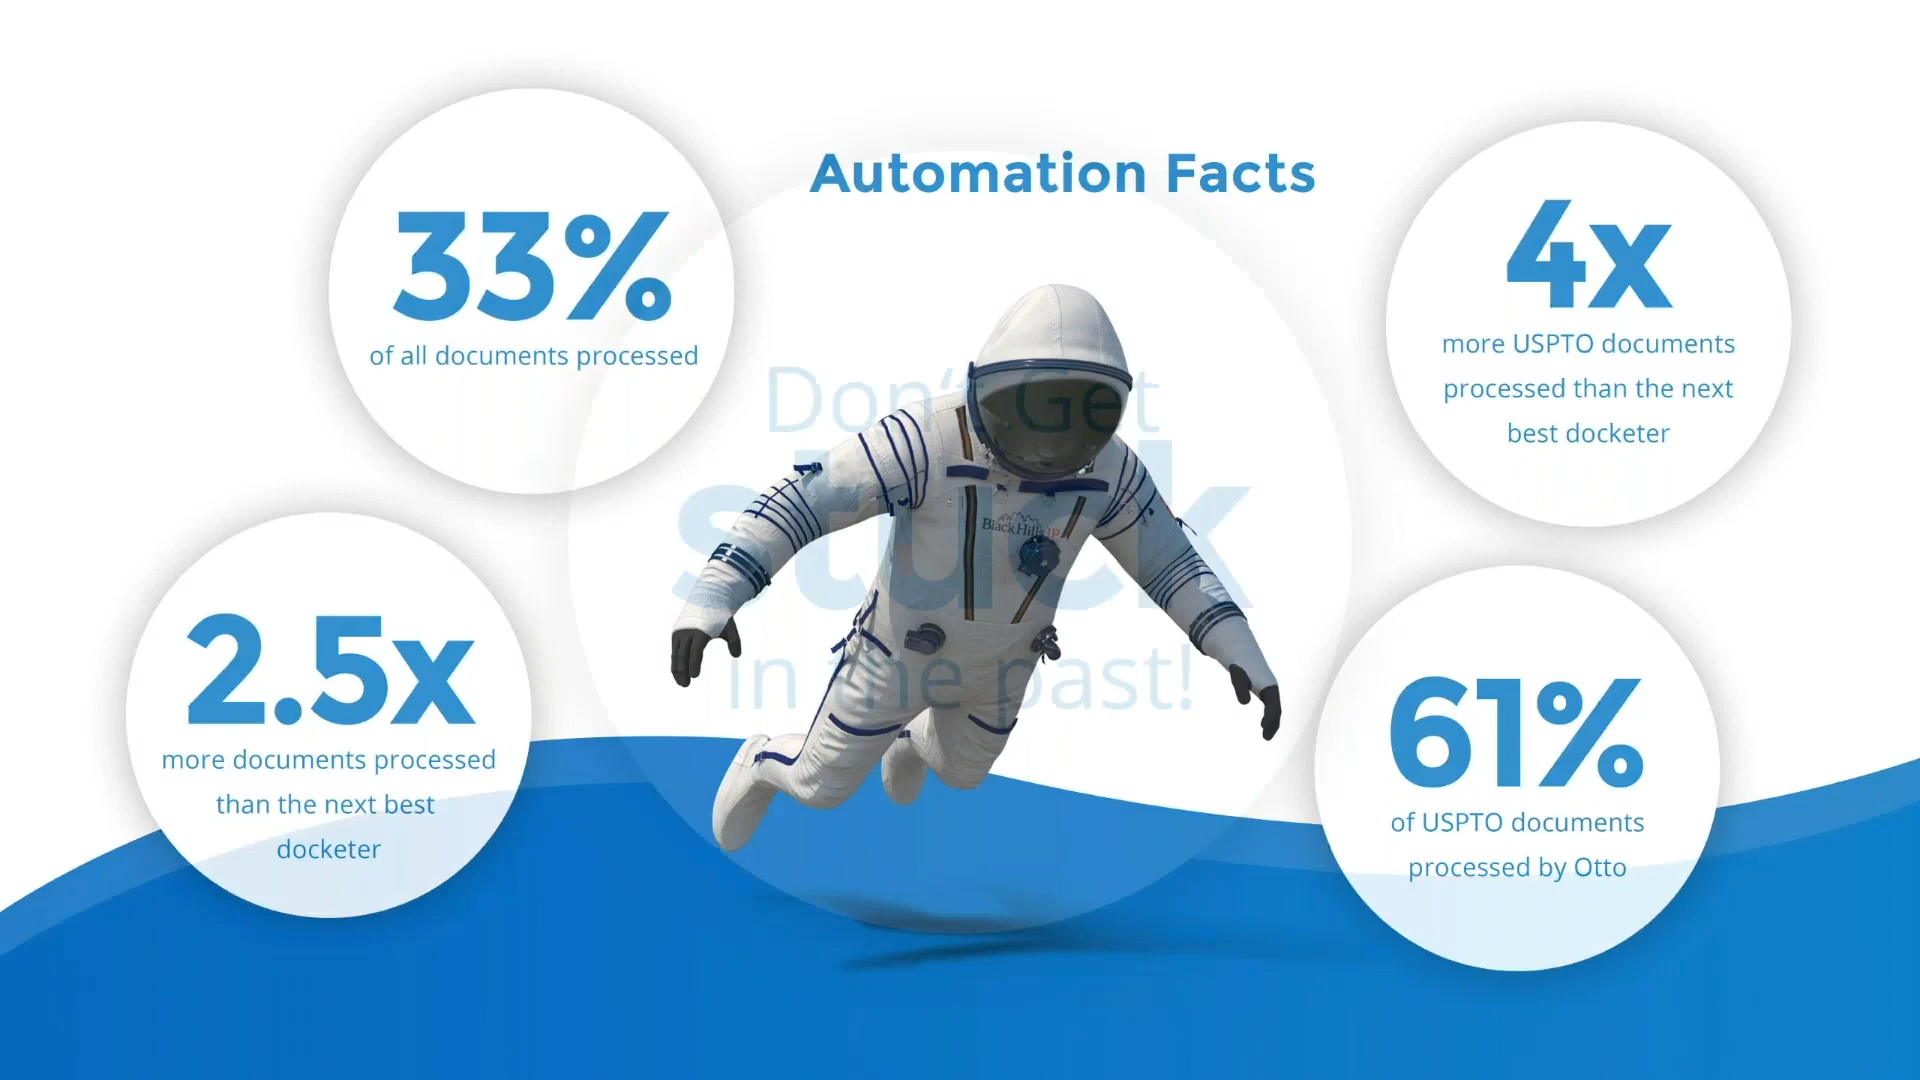 Automation Facts
33%
of all documents processed
4x
more USPTO documents
processed than the next
best docketer
Don't Get
stuck
in the past!
BlackHillsIP
2.5x
more documents processed
than the next best
docketer
61%
of USPTO documents
processed by Otto